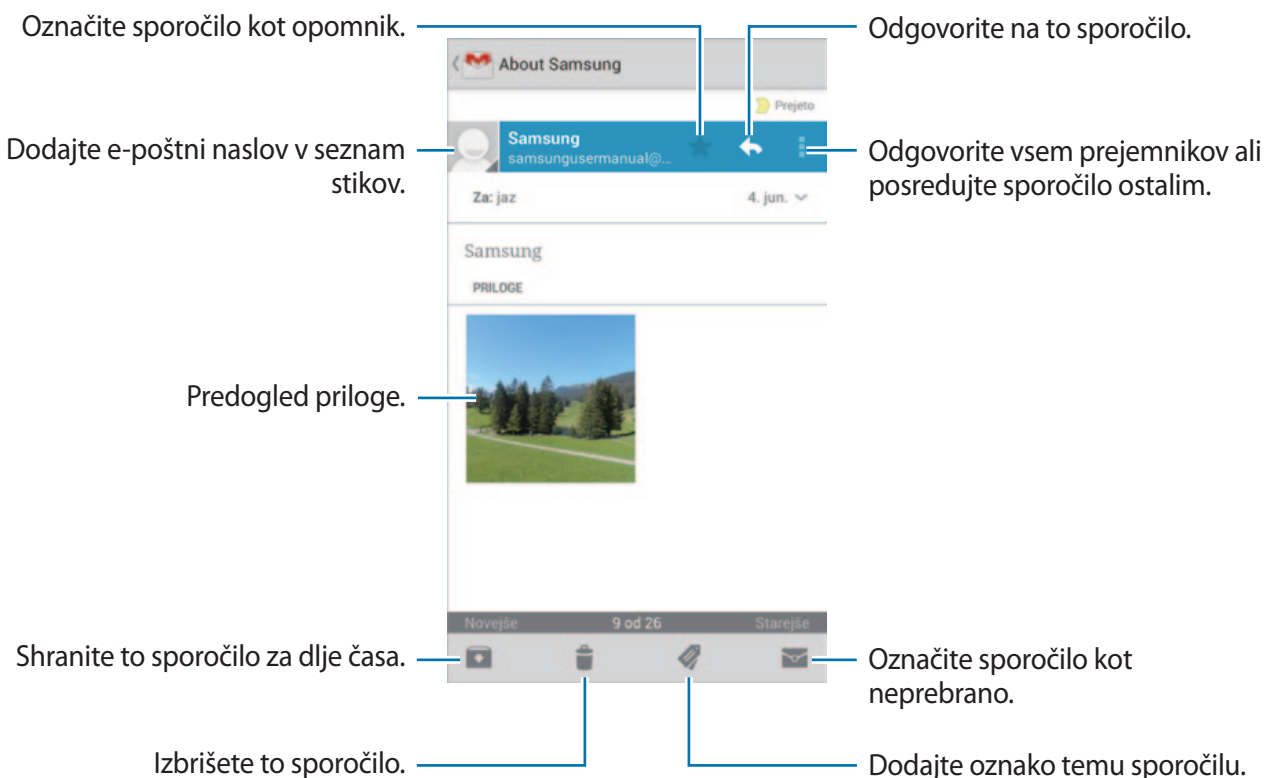 Označite sporočilo kot opomnik.
Odgovorite na to sporočilo.
About Samsung
Prejeto
Dodajte e-poštni naslov v seznam
stikov.
Samsung
samsungusermanual@...
Odgovorite vsem prejemnikov ali
posredujte sporočilo ostalim.
Za: jaz
4. jun.
Samsung
PRILOGE
Predogled priloge.
Novejše
9 od 26
Starejše
Shranite to sporočilo za dlje časa.
Označite sporočilo kot
neprebrano.
Izbrišete to sporočilo.
Dodajte oznako temu sporočilu.